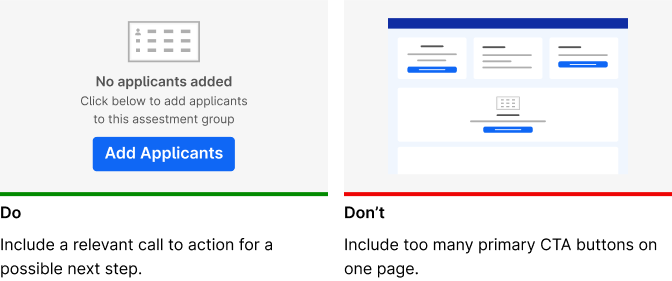 No applicants added
Click below to add applicants
to this assestment group
Add Applicants
Do
Include a relevant call to action for a
possible next step.
Don’t
Include too many primary CTA buttons on
one page.